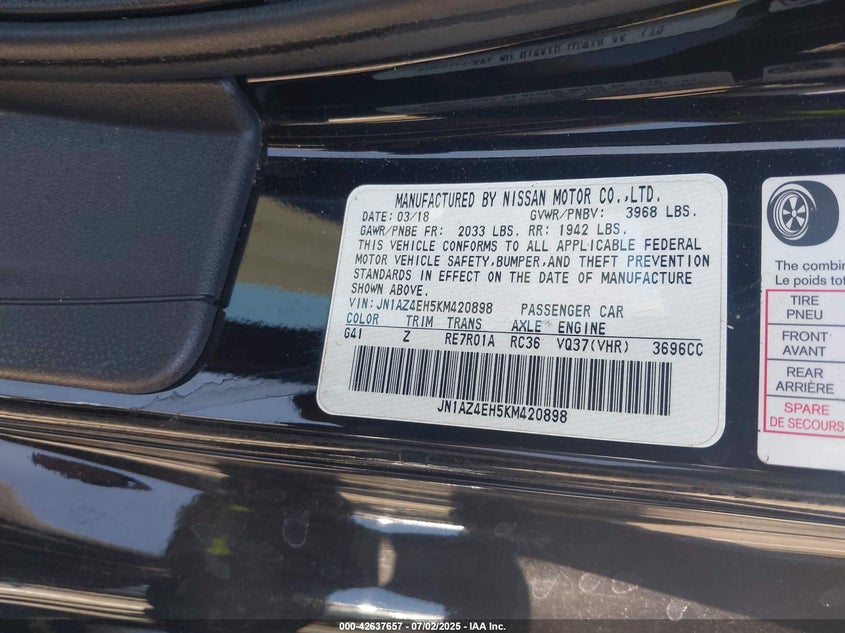 MANUFACTURED BY NISSAN MOTOR CO.,LTD.
DATE: 03/18 GVWR/PNBV: 3968 LBS.
GAWR/PNBE FR: 2033 LBS. RR: 1942 LBS.
THIS VEHICLE CONFORMS TO ALL APPLICABLE FEDERAL
MOTOR VEHICLE SAFETY,BUMPER,AND THEFT PREVENTION
STANDARDS IN EFFECT ON THE DATE OF MANUFACTURE
SHOWN ABOVE.
VIN:JN1AZ4EH5KM420898 PASSENGER CAR
COLOR TRIM TRANS AXLE ENGINE
G41 Z RE7R01A RC36 VQ37(VHR) 3696CC
JN1AZ4EH5KM420898
The combin
Le poids tot
TIRE
PNEU
FRONT
AVANT
REAR
ARRIÈRE
SPARE
DE SECOURS
000-42637657 - 07/02/2025 - IAA Inc.